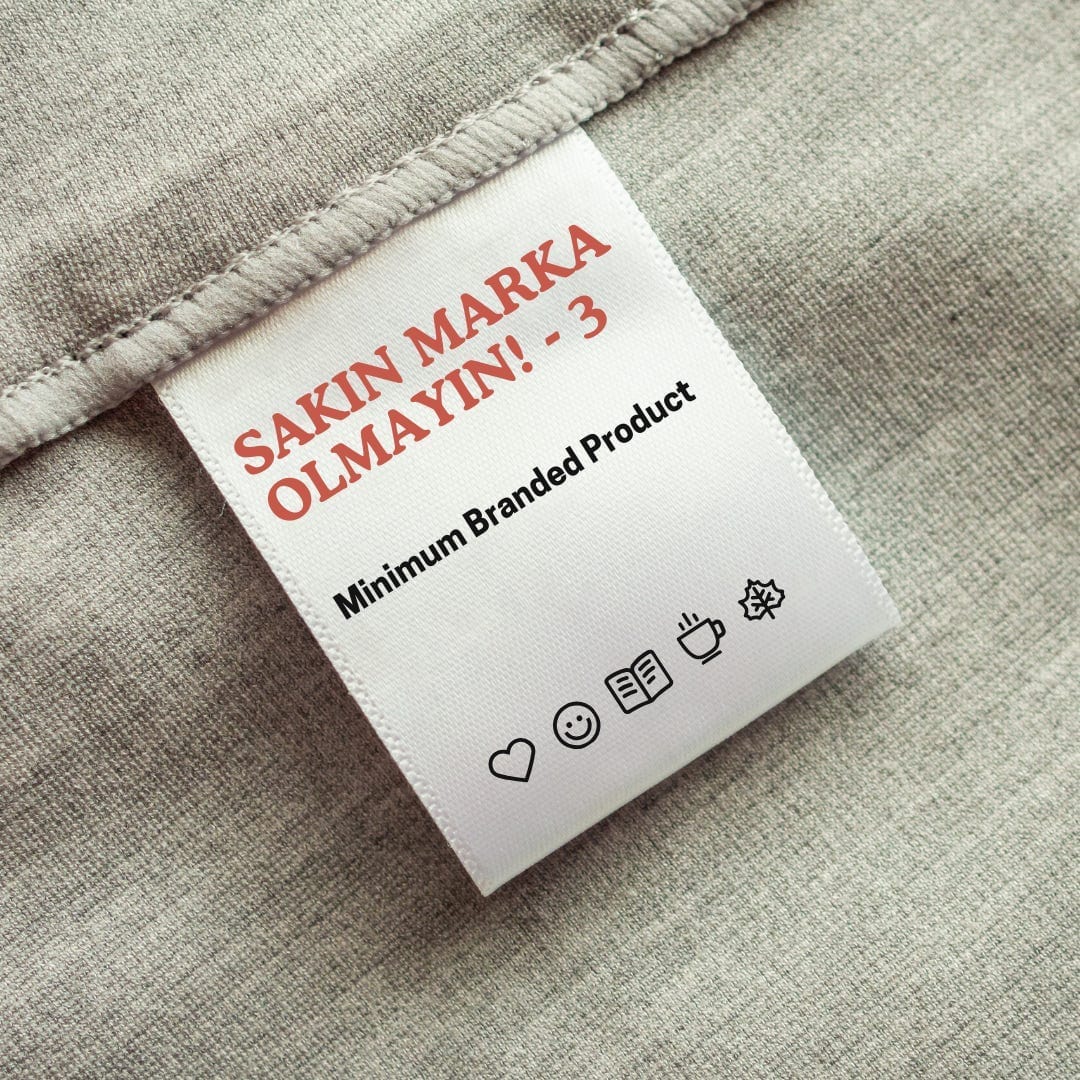 SAKIN MARKA
OLMAYIN! - 3
Minimum Branded Product